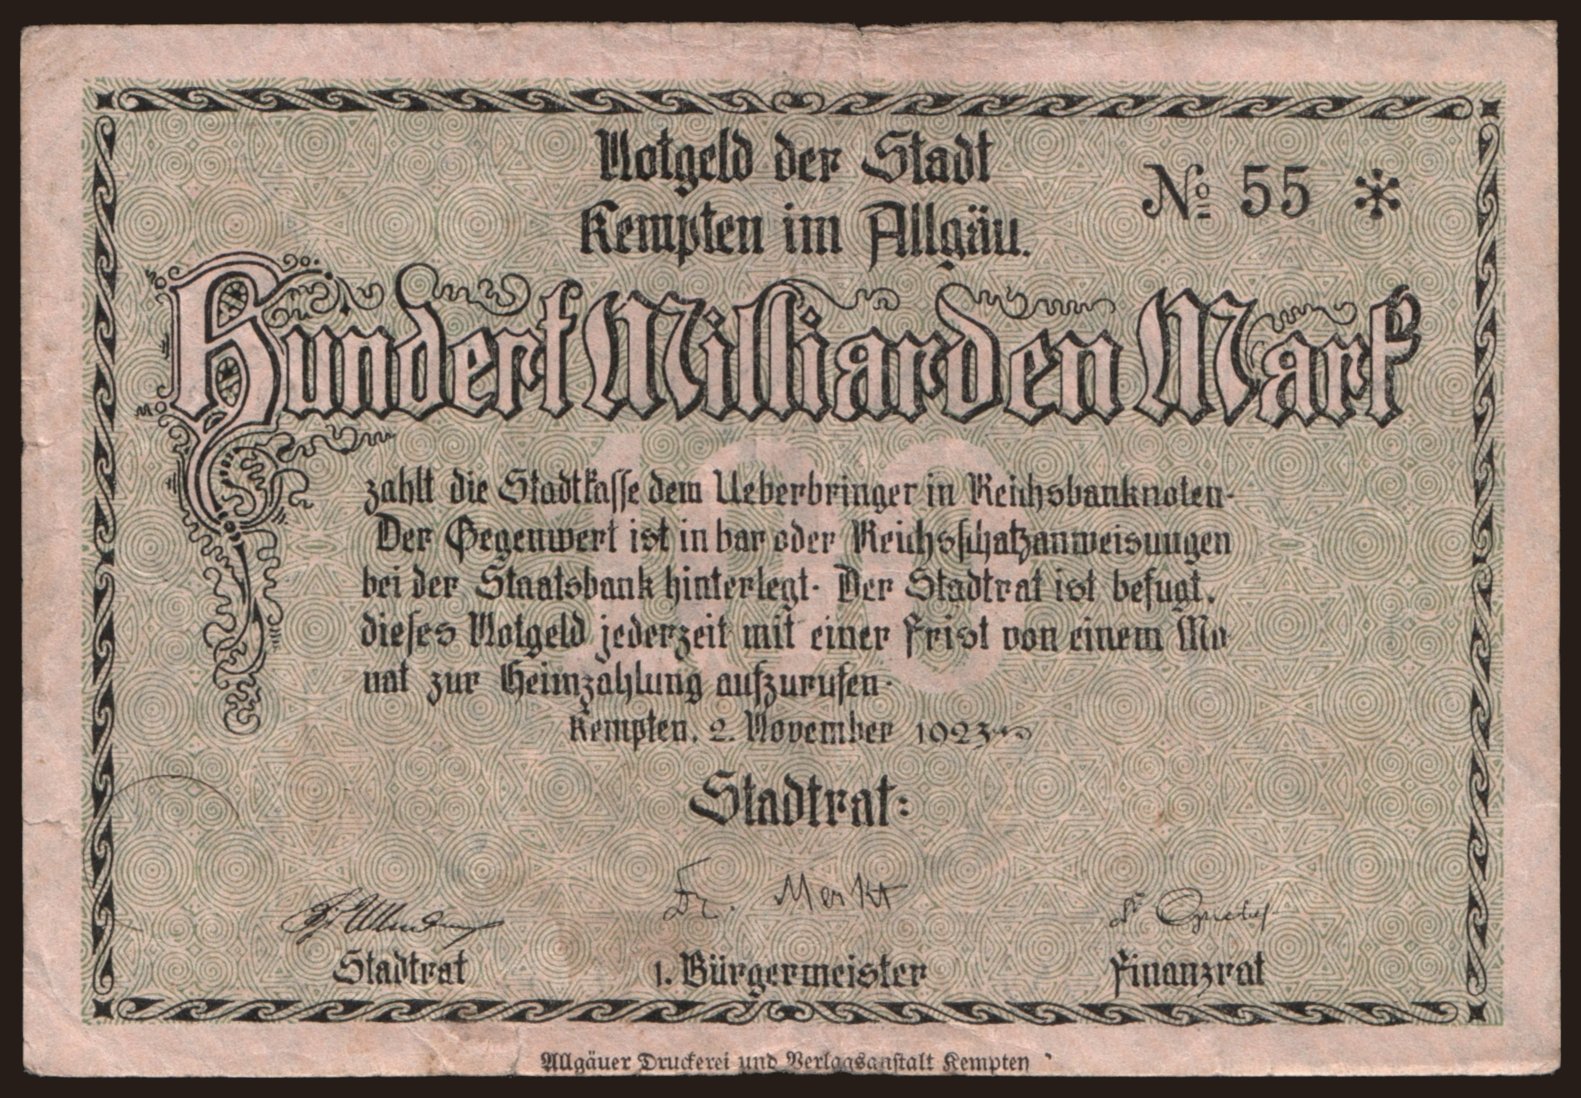 Notgeld der Stadt
Kempten im Allgäu.
№ 55 *
Hundert Milliarden Mark
100
zahlt die Stadtkasse dem Ueberbringer in Reichsbanknoten.
Der Gegenwert ist in bar oder Reichsschatzanweisungen
bei der Staatsbank hinterlegt. Der Stadtrat ist befugt,
dieses Notgeld jederzeit mit einer Frist von einem Mo
nat zur Heimzahlung aufzurufen.
Kempten, 2. November 1923
Stadtrat:
Dr. Merkt
Stadtrat
1. Bürgermeister
Finanzrat
Allgäuer Druckerei und Verlagsanstalt Kempten